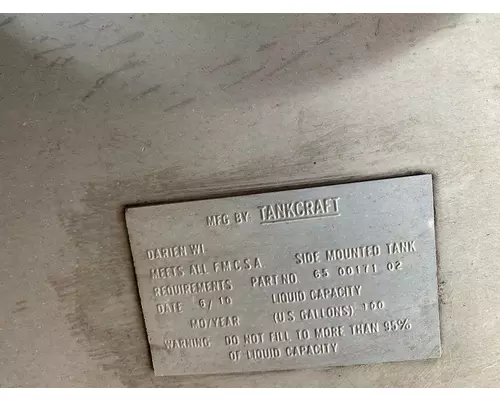 MFG BY TANKCRAFT
DARIEN WI
MEETS ALL F.M.C.S.A SIDE MOUNTED TANK
REQUIREMENTS PART NO 65 00171 02
DATE 6/10 LIQUID CAPACITY
MO/YEAR (U.S. GALLONS) 100
WARNING. DO NOT FILL TO MORE THAN 95%
OF LIQUID CAPACITY